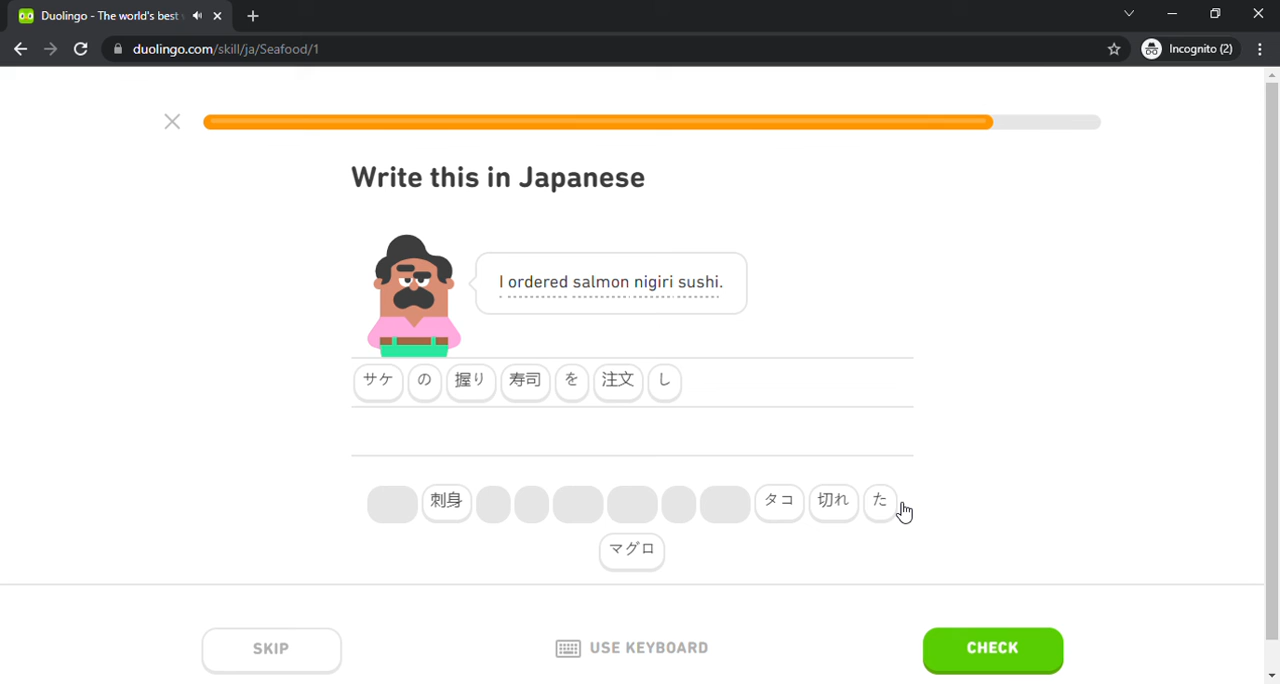 Duolingo - The world's best
duolingo.com/skill/ja/Seafood/1
Incognito (2)
Write this in Japanese
I ordered salmon nigiri sushi.
サケ の 握り 寿司 を 注文 し
刺身 タコ 切れ た
マグロ
SKIP
USE KEYBOARD
CHECK